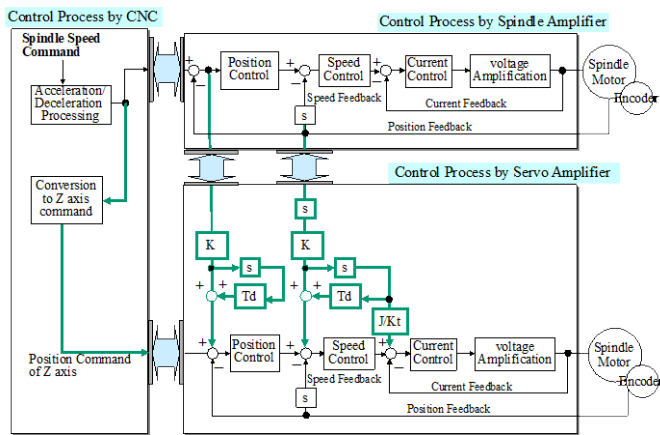 Control Process by CNC
Control Process by Spindle Amplifier
Spindle Speed
Command
Acceleration/
Deceleration
Processing
Conversion
to Z axis
command
Position Command
of Z axis
+
−
Position
Control
+
−
Speed
Control
+
−
Current
Control
voltage
Amplification
Spindle
Motor
Encoder
Speed Feedback
Current Feedback
s
Position Feedback
Control Process by Servo Amplifier
s
K
K
s
s
+
+
Td
+
+
Td
J/Kt
+
−
Position
Control
+
−
Speed
Control
+
+
−
Current
Control
voltage
Amplification
Spindle
Motor
Encoder
Speed Feedback
Current Feedback
s
Position Feedback